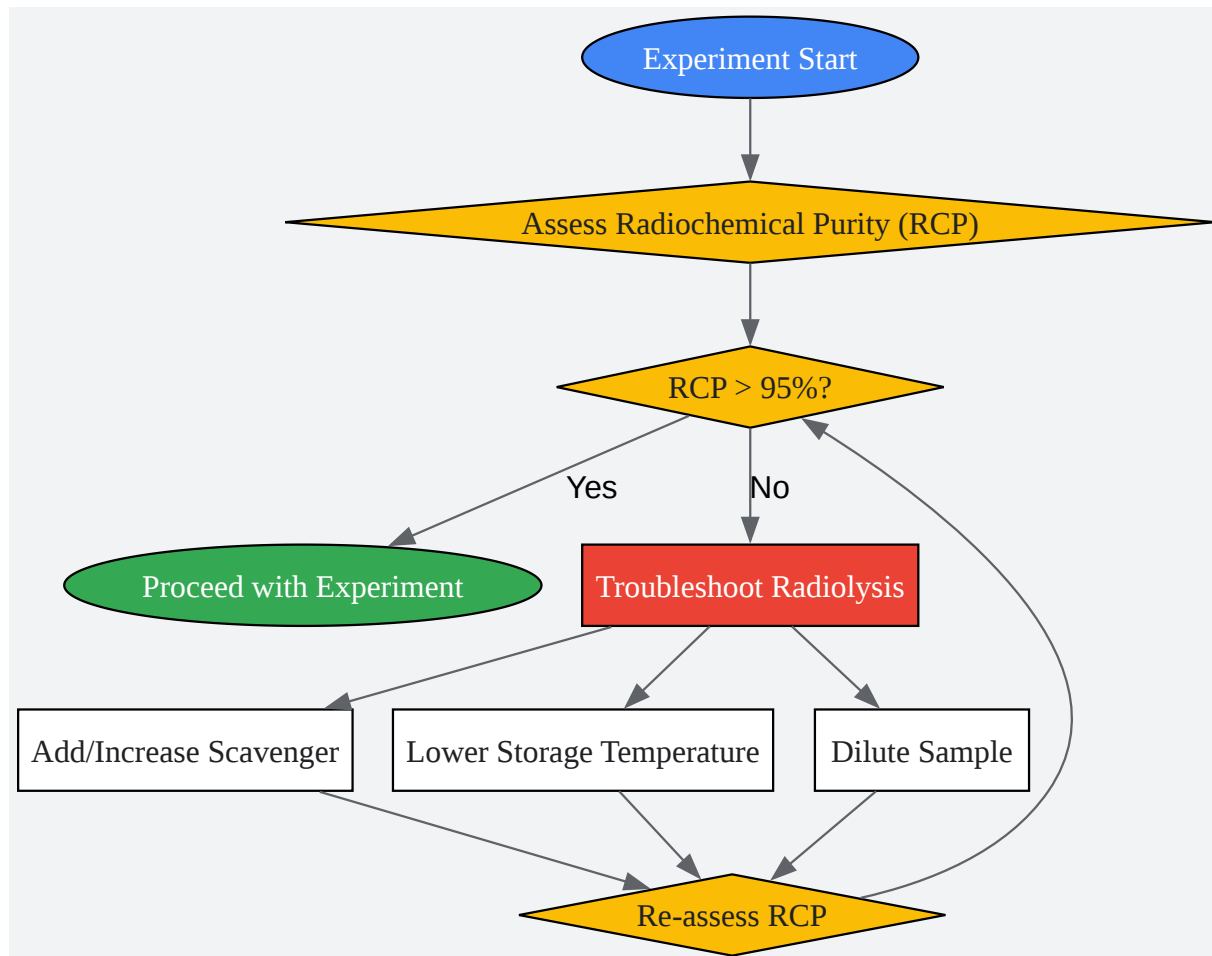 Experiment Start
Assess Radiochemical Purity (RCP)
RCP > 95%?
Yes
No
Proceed with Experiment
Troubleshoot Radiolysis
Add/Increase Scavenger
Lower Storage Temperature
Dilute Sample
Re-assess RCP